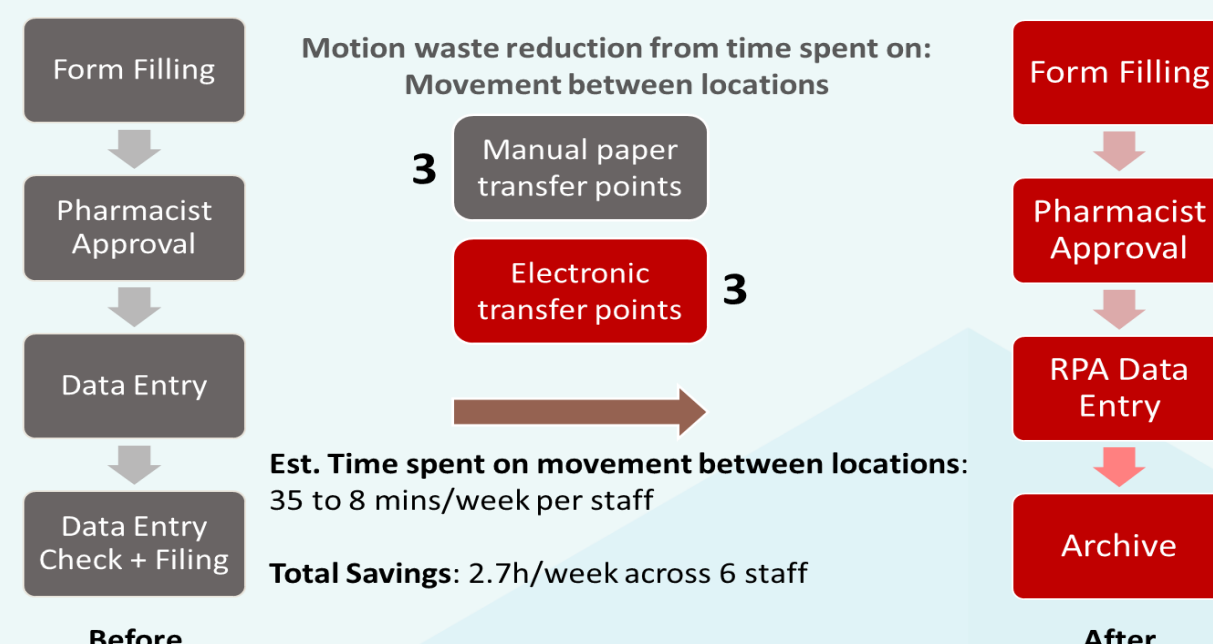 Form Filling
Pharmacist
Approval
Data Entry
Data Entry
Check + Filing
Before
Motion waste reduction from time spent on:
Movement between locations
3
Manual paper
transfer points
Electronic
transfer points
3
Est. Time spent on movement between locations:
35 to 8 mins/week per staff
Total Savings: 2.7h/week across 6 staff
Form Filling
Pharmacist
Approval
RPA Data
Entry
Archive
After